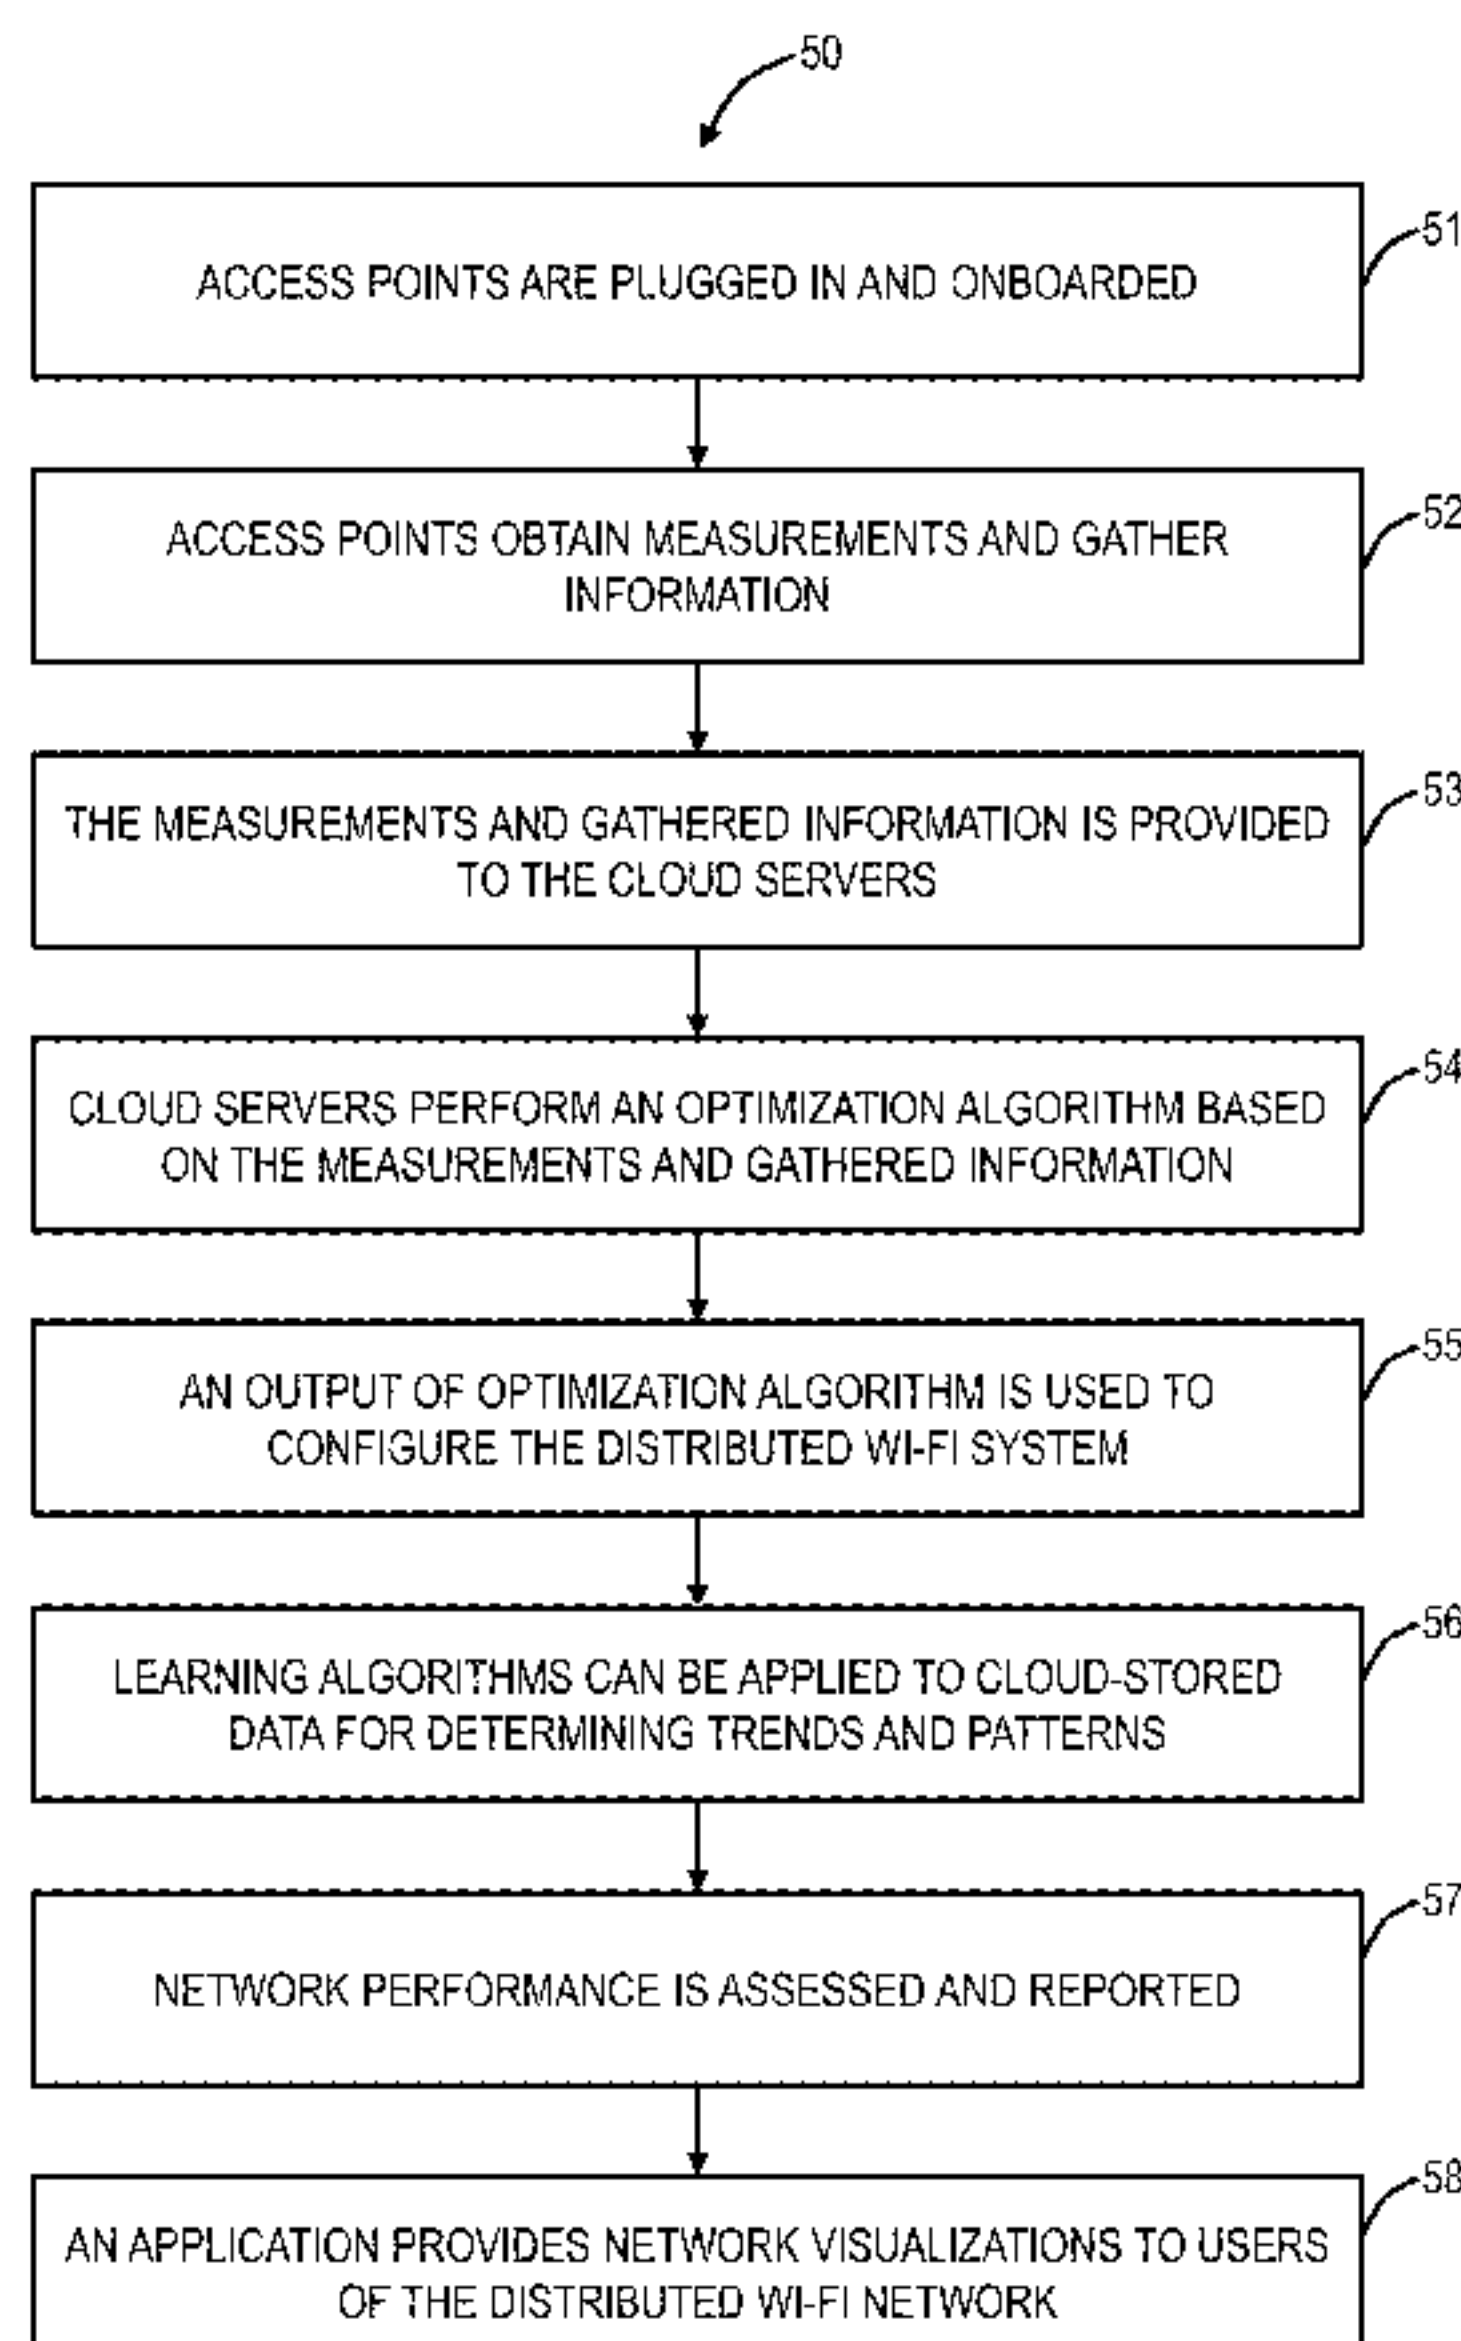 50
51
ACCESS POINTS ARE PLUGGED IN AND ONBOARDED
52
ACCESS POINTS OBTAIN MEASUREMENTS AND GATHER
INFORMATION
53
THE MEASUREMENTS AND GATHERED INFORMATION IS PROVIDED
TO THE CLOUD SERVERS
54
CLOUD SERVERS PERFORM AN OPTIMIZATION ALGORITHM BASED
ON THE MEASUREMENTS AND GATHERED INFORMATION
55
AN OUTPUT OF OPTIMIZATION ALGORITHM IS USED TO
CONFIGURE THE DISTRIBUTED WI-FI SYSTEM
56
LEARNING ALGORITHMS CAN BE APPLIED TO CLOUD-STORED
DATA FOR DETERMINING TRENDS AND PATTERNS
57
NETWORK PERFORMANCE IS ASSESSED AND REPORTED
58
AN APPLICATION PROVIDES NETWORK VISUALIZATIONS TO USERS
OF THE DISTRIBUTED WI-FI NETWORK